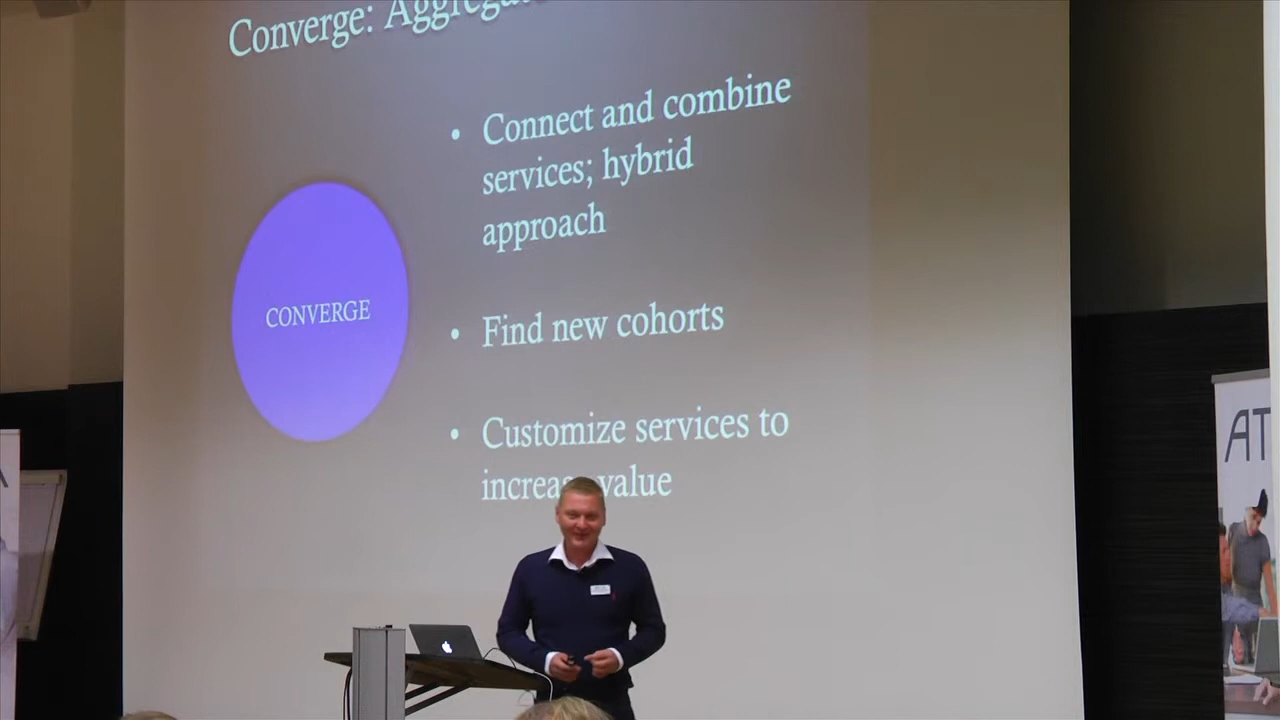 Converge:
• Connect and combine
services; hybrid
approach
CONVERGE
• Find new cohorts
• Customize services to
value
AT